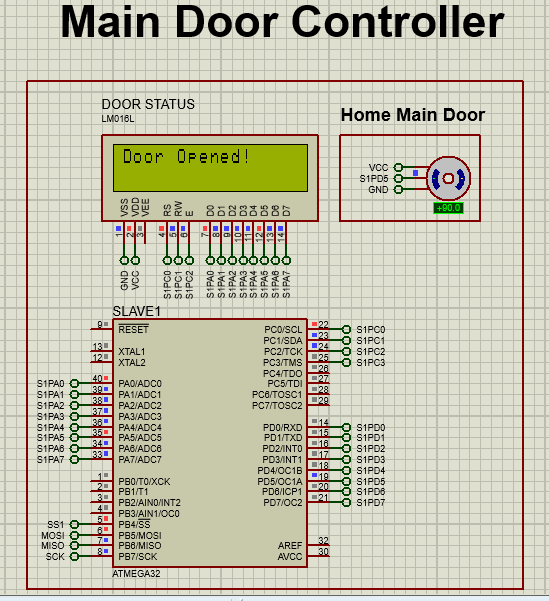 Main Door Controller
DOOR STATUS
LM016L
Home Main Door
Door Opened!
VCC
S1PD5
GND
+90.0
VSS VDD VEE RS RW E D0 D1 D2 D3 D4 D5 D6 D7
1 2 3 4 5 6 7 8 9 10 11 12 13 14
GND VCC S1PC0 S1PC1 S1PC2 S1PA0 S1PA1 S1PA2 S1PA3 S1PA4 S1PA5 S1PA6 S1PA7
SLAVE1
9 RESET PC0/SCL 22 S1PC0
PC1/SDA 23 S1PC1
13 XTAL1 PC2/TCK 24 S1PC2
12 XTAL2 PC3/TMS 25 S1PC3
PC4/TDO 26
S1PA0 40 PA0/ADC0 PC5/TDI 27
S1PA1 39 PA1/ADC1 PC6/TOSC1 28
S1PA2 38 PA2/ADC2 PC7/TOSC2 29
S1PA3 37 PA3/ADC3
S1PA4 36 PA4/ADC4 PD0/RXD 14 S1PD0
S1PA5 35 PA5/ADC5 PD1/TXD 15 S1PD1
S1PA6 34 PA6/ADC6 PD2/INT0 16 S1PD2
S1PA7 33 PA7/ADC7 PD3/INT1 17 S1PD3
PD4/OC1B 18 S1PD4
1 PB0/T0/XCK PD5/OC1A 19 S1PD5
2 PB1/T1 PD6/ICP1 20 S1PD6
3 PB2/AIN0/INT2 PD7/OC2 21 S1PD7
4 PB3/AIN1/OC0
SS1 5 PB4/SS
MOSI 6 PB5/MOSI
MISO 7 PB6/MISO AREF 32
SCK 8 PB7/SCK AVCC 30
ATMEGA32